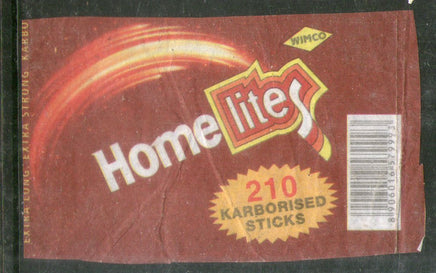 WIMCO
EXTRA LONG - EXTRA STRONG - KARBO
Home lites
210
KARBORISED
STICKS